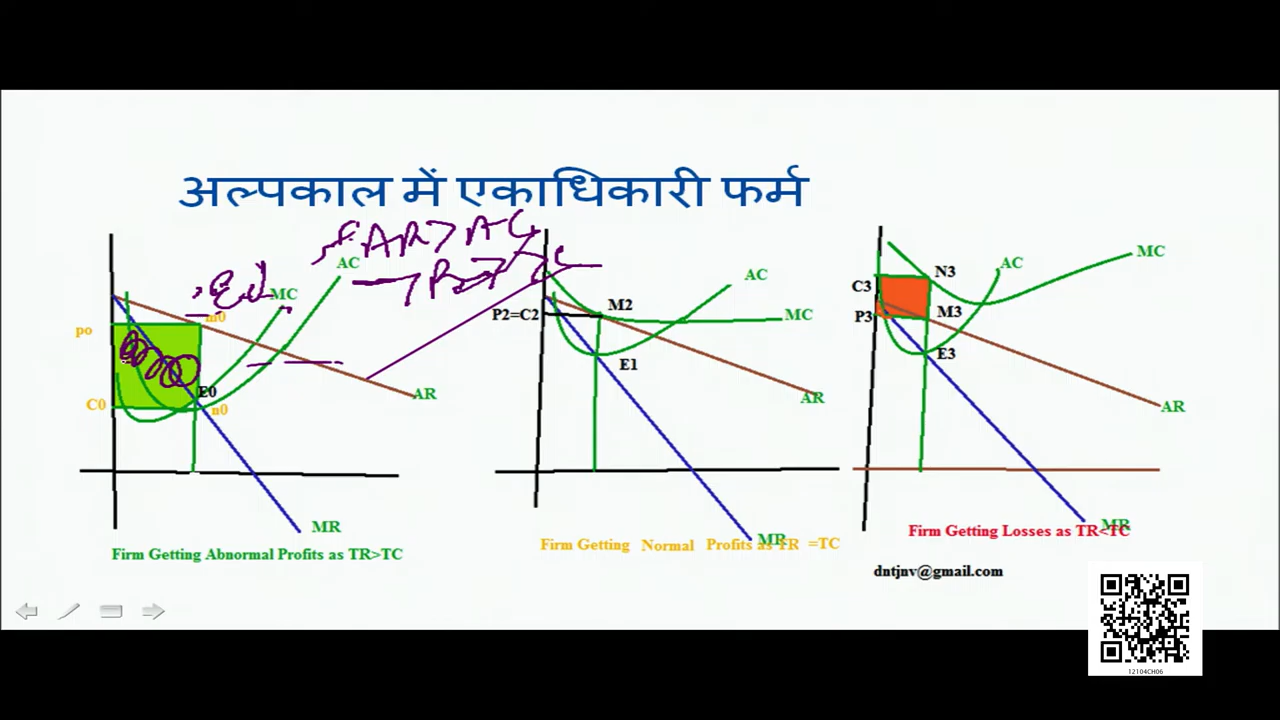 अल्पकाल में एकाधिकारी फर्म
AR > AC
po
m0
MC
AC
C0
E0
n0
AR
MR
Firm Getting Abnormal Profits as TR>TC
P2=C2
M2
AC
MC
E1
AR
MR
Firm Getting Normal Profits as TR =TC
C3
N3
AC
MC
P3
M3
E3
AR
MR
Firm Getting Losses as TR<TC
dntjnv@gmail.com
12104CH06